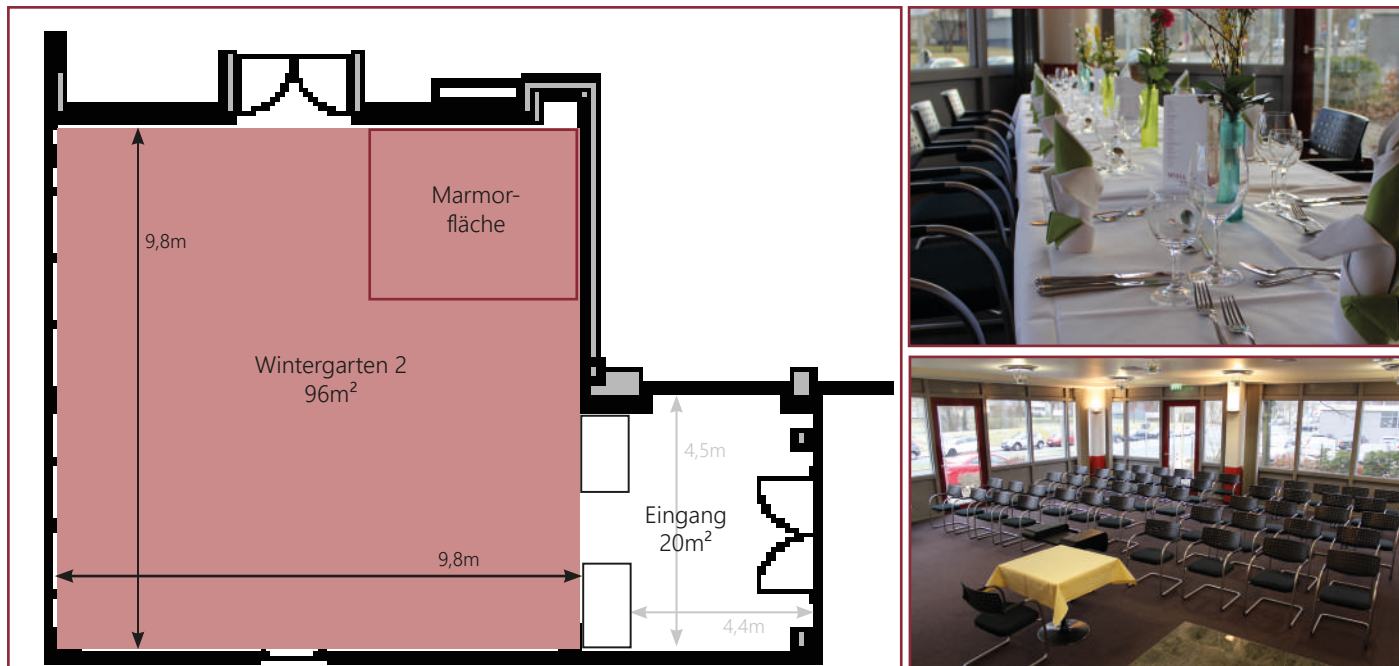 Marmor-
fläche
9,8m
Wintergarten 2
96m²
4,5m
Eingang
20m²
9,8m
4,4m